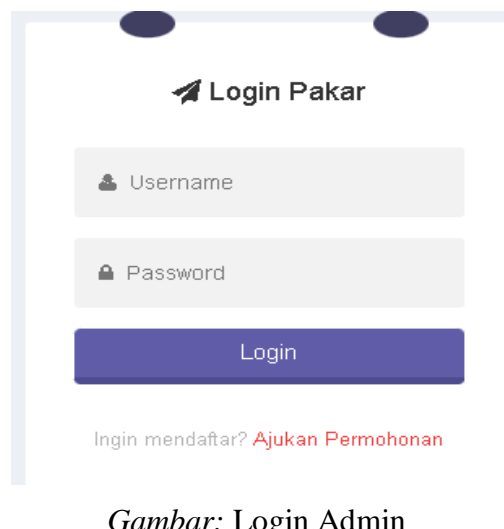 Login Pakar
Username
Password
Login
Ingin mendaftar? Ajukan Permohonan
Gambar: Login Admin